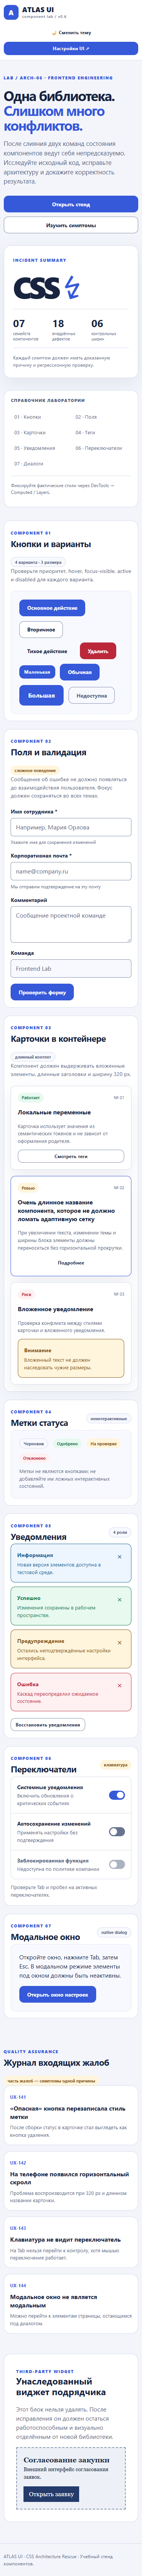 A
ATLAS UI
component lab / v0.6
🌙 Сменить тему
Настройки UI ↗
LAB / ARCH-06 · FRONTEND ENGINEERING
Одна библиотека.
Слишком много
конфликтов.
После слияния двух команд состояния
компонентов ведут себя непредсказуемо.
Исследуйте исходный код, исправьте
архитектуру и докажите корректность
результата.
Открыть стенд
Изучить симптомы
INCIDENT SUMMARY
CSS⚡
07
18
06
семейств
внедрённых
контрольных
компонентов
дефектов
ширин
Каждый симптом должен иметь доказанную
причину и регрессионную проверку.
СПРАВОЧНИК ЛАБОРАТОРИИ
01 · Кнопки
02 · Поля
03 · Карточки
04 · Теги
05 · Уведомления
06 · Переключатели
07 · Диалоги
Фиксируйте фактические стили через DevTools →
Computed / Layers.
COMPONENT 01
Кнопки и варианты
4 варианта · 3 размера
Проверьте приоритет, hover, focus-visible, active
и disabled для каждого варианта.
Основное действие
Вторичное
Тихое действие
Удалить
Маленькая
Обычная
Большая
Недоступна
COMPONENT 02
Поля и валидация
сложное поведение
Сообщение об ошибке не должно появляться
до взаимодействия пользователя. Фокус
должен сохраняться во всех темах.
Имя сотрудника *
Например, Мария Орлова
Укажите имя для сохранения изменений
Корпоративная почта *
name@company.ru
Мы отправим подтверждение на эту почту
Комментарий
Сообщение проектной команде
Команда
Frontend Lab
Проверить форму
COMPONENT 03
Карточки в контейнере
длинный контент
Компонент должен выдерживать вложенные
элементы, длинные заголовки и ширину 320 px.
Работает
№ 01
Локальные переменные
Карточка использует значения из
семантических токенов и не зависит от
оформления родителя.
Смотреть теги
Ревью
№ 02
Очень длинное название
компонента, которое не должно
ломать адаптивную сетку
При увеличении текста, изменении темы и
ширины блока элементы должны
переноситься без горизонтальной прокрутки.
Подробнее
Риск
№ 03
Вложенное уведомление
Проверка конфликта между стилями
карточки и вложенного уведомления.
Внимание
Вложенный текст не должен
наследовать чужие размеры.
COMPONENT 04
Метки статуса
неинтерактивные
Черновик
Одобрено
На проверке
Отклонено
Метки не являются кнопками: не
добавляйте им ложных интерактивных
состояний.
COMPONENT 05
Уведомления
4 роли
Информация
×
Новая версия элементов доступна в
тестовой среде.
Успешно
×
Изменения сохранены в рабочем
пространстве.
Предупреждение
×
Остались неподтверждённые настройки
интерфейса.
Ошибка
×
Каскад переопределил ожидаемое
состояние.
Восстановить уведомления
COMPONENT 06
Переключатели
клавиатура
Системные уведомления
Включить обновления о
критических событиях
Автосохранение изменений
Применять настройки без
подтверждения
Заблокированная функция
Недоступна по политике компании
Проверьте Tab и пробел на активных
переключателях.
COMPONENT 07
Модальное окно
native dialog
Откройте окно, нажмите Tab, затем
Esc. В модальном режиме элементы
под окном должны быть неактивны.
Открыть окно настроек
QUALITY ASSURANCE
Журнал входящих жалоб
часть жалоб — симптомы одной причины
UX-141
«Опасная» кнопка перерезаписала стиль
метки
После сборки статус в карточке стал выглядеть как
кнопка удаления.
UX-142
На телефоне появился горизонтальный
скролл
Проблема воспроизводится при 320 px и длинном
названии карточки.
UX-143
Клавиатура не видит переключатель
На Tab нельзя перейти к контролу, хотя мышью
переключение работает.
UX-144
Модальное окно не является
модальным
Можно перейти к элементам страницы, оставшимся
под диалогом.
THIRD-PARTY WIDGET
Унаследованный
виджет подрядчика
Этот блок нельзя удалять. После
исправления он должен остаться
работоспособным и визуально
отделённым от новой библиотеки.
Согласование закупки
Внешний интерфейс согласования
заявок.
Открыть заявку
ATLAS UI · CSS Architecture Rescue · Учебный стенд
компонентов.